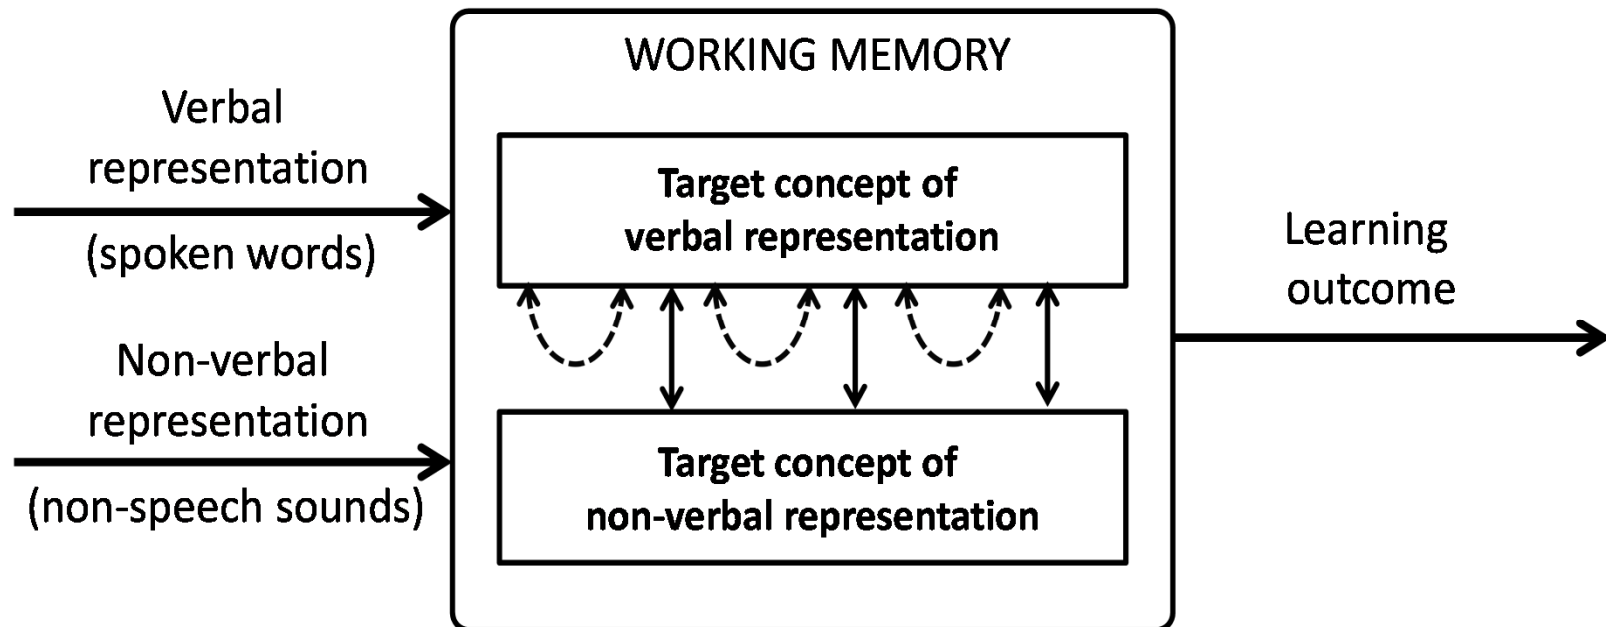 WORKING MEMORY
Verbal
representation
(spoken words)
Non-verbal
representation
(non-speech sounds)
Target concept of
verbal representation
Target concept of
non-verbal representation
Learning
outcome